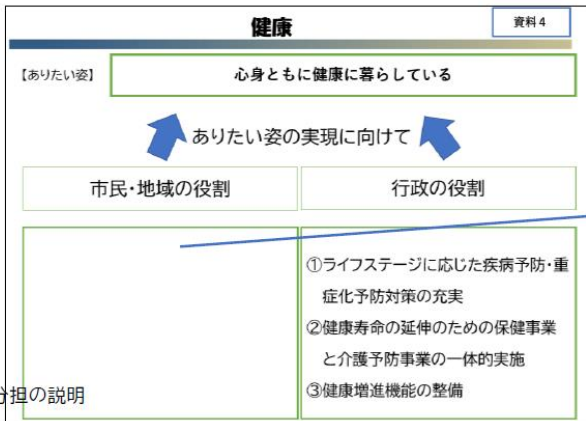 健康
資料4
【ありたい姿】
心身ともに健康に暮らしている
ありたい姿の実現に向けて
市民・地域の役割
行政の役割
①ライフステージに応じた疾病予防・重
症化予防対策の充実
②健康寿命の延伸のための保健事業
と介護予防事業の一体的実施
③健康増進機能の整備
担の説明